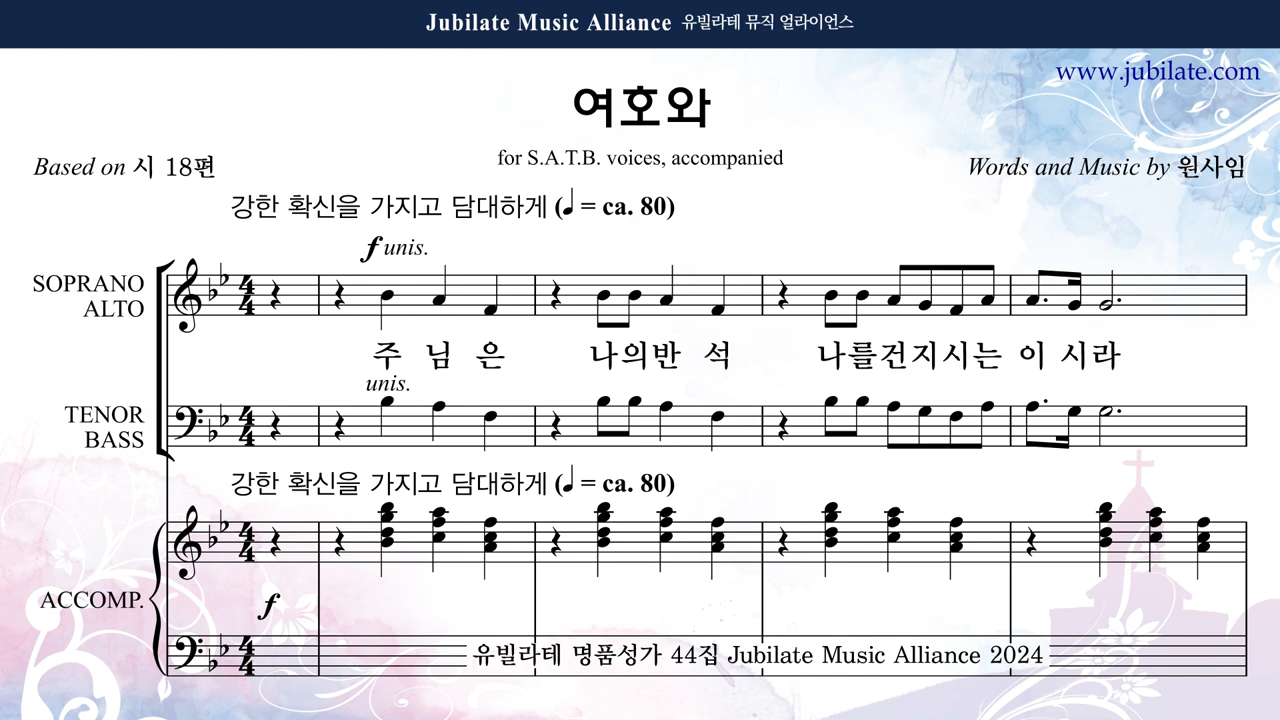 Jubilate Music Alliance 유빌라테 뮤직 얼라이언스
www.jubilate.com
여호와
for S.A.T.B. voices, accompanied
Based on 시 18편
Words and Music by 원사임
강한 확신을 가지고 담대하게 (♩ = ca. 80)
f unis.
SOPRANO
ALTO
주 님 은 나의반 석 나를건지시는 이 시라
unis.
TENOR
BASS
강한 확신을 가지고 담대하게 (♩ = ca. 80)
ACCOMP.
f
유빌라테 명품성가 44집 Jubilate Music Alliance 2024